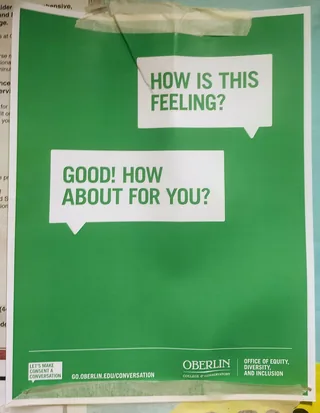 HOW IS THIS
FEELING?
GOOD! HOW
ABOUT FOR YOU?
LET'S MAKE
CONSENT A
CONVERSATION
GO.OBERLIN.EDU/CONVERSATION
OBERLIN
COLLEGE & CONSERVATORY
OFFICE OF EQUITY,
DIVERSITY,
AND INCLUSION